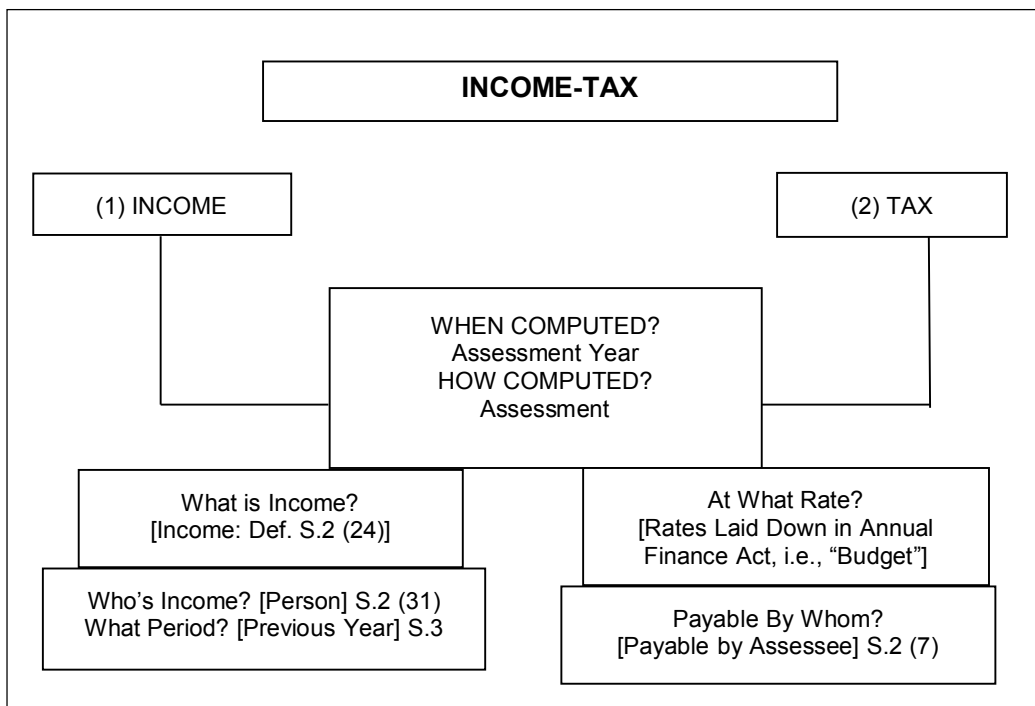 INCOME-TAX
(1) INCOME
(2) TAX
WHEN COMPUTED?
Assessment Year
HOW COMPUTED?
Assessment
What is Income?
[Income: Def. S.2 (24)]
Who's Income? [Person] S.2 (31)
What Period? [Previous Year] S.3
At What Rate?
[Rates Laid Down in Annual
Finance Act, i.e., “Budget”]
Payable By Whom?
[Payable by Assessee] S.2 (7)